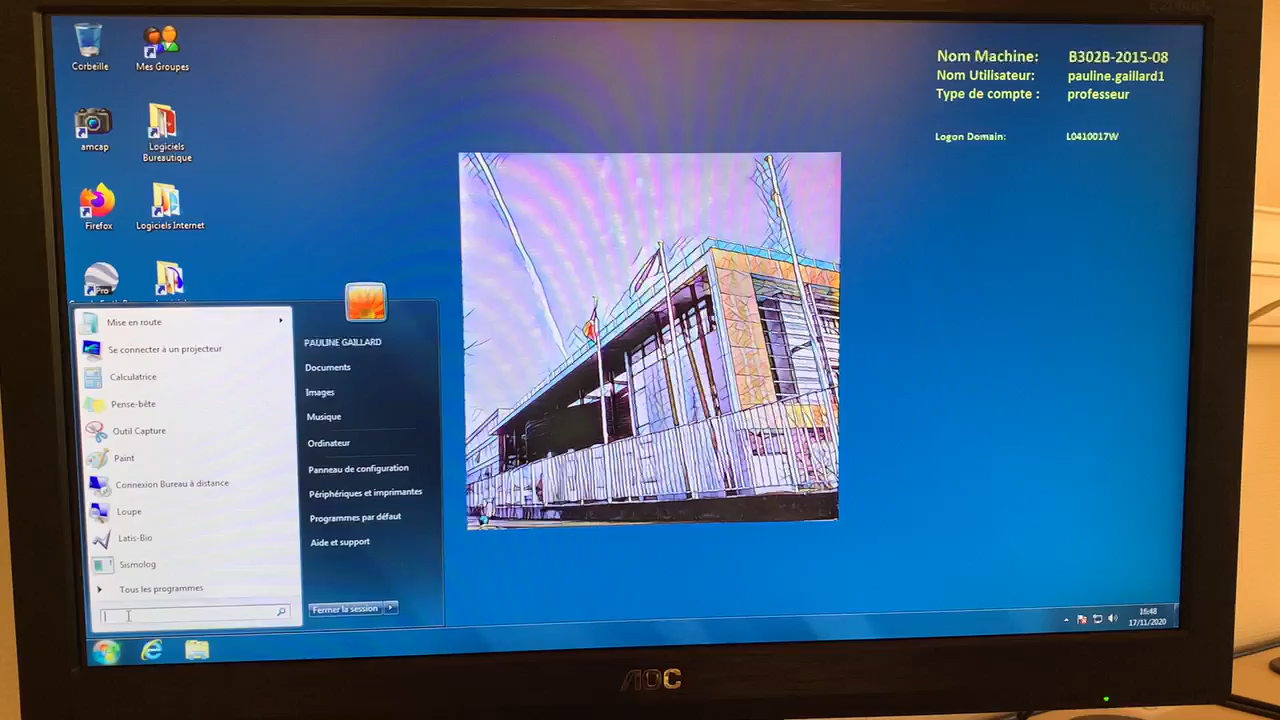 Corbeille
Mes Groupes
amcap
Logiciels
Bureautique
Firefox
Logiciels Internet
Pro
Nom Machine: B302B-2015-08
Nom Utilisateur: pauline.gaillard1
Type de compte : professeur
Logon Domain: L0410017W
Mise en route
Se connecter à un projecteur
Calculatrice
Pense-bête
Outil Capture
Paint
Connexion Bureau à distance
Loupe
Latis-Bio
Sismolog
Tous les programmes
PAULINE GAILLARD
Documents
Images
Musique
Ordinateur
Panneau de configuration
Périphériques et imprimantes
Programmes par défaut
Aide et support
Fermer la session
16:48
17/11/2020
AOC